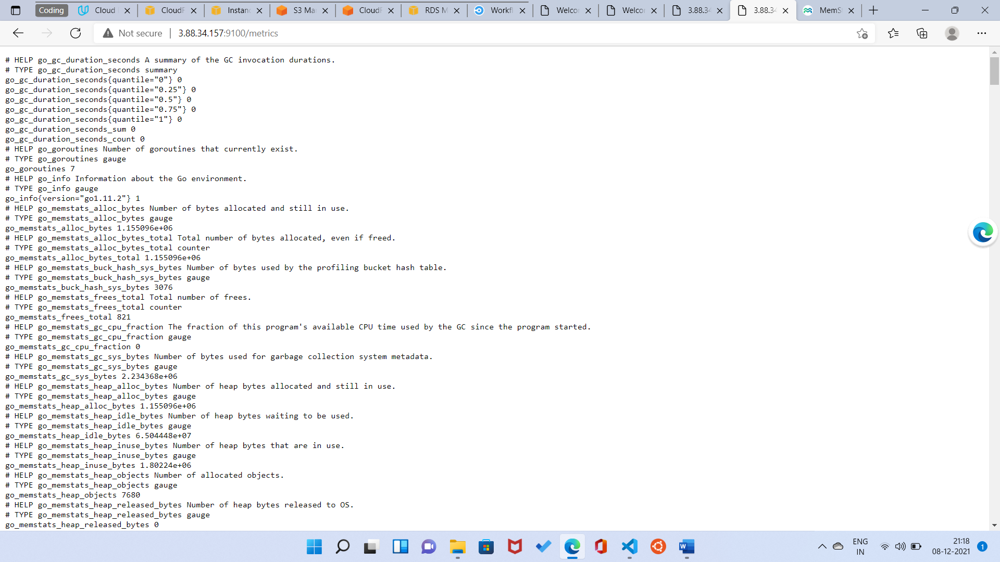 Coding
Cloud
CloudF
Instanc
S3 Ma
CloudF
RDS M
Workfl
Welco
Welco
3.88.34
3.88.34
MemS
Not secure
3.88.34.157:9100/metrics
# HELP go_gc_duration_seconds A summary of the GC invocation durations.
# TYPE go_gc_duration_seconds summary
go_gc_duration_seconds{quantile="0"} 0
go_gc_duration_seconds{quantile="0.25"} 0
go_gc_duration_seconds{quantile="0.5"} 0
go_gc_duration_seconds{quantile="0.75"} 0
go_gc_duration_seconds{quantile="1"} 0
go_gc_duration_seconds_sum 0
go_gc_duration_seconds_count 0
# HELP go_goroutines Number of goroutines that currently exist.
# TYPE go_goroutines gauge
go_goroutines 7
# HELP go_info Information about the Go environment.
# TYPE go_info gauge
go_info{version="go1.11.2"} 1
# HELP go_memstats_alloc_bytes Number of bytes allocated and still in use.
# TYPE go_memstats_alloc_bytes gauge
go_memstats_alloc_bytes 1.155096e+06
# HELP go_memstats_alloc_bytes_total Total number of bytes allocated, even if freed.
# TYPE go_memstats_alloc_bytes_total counter
go_memstats_alloc_bytes_total 1.155096e+06
# HELP go_memstats_buck_hash_sys_bytes Number of bytes used by the profiling bucket hash table.
# TYPE go_memstats_buck_hash_sys_bytes gauge
go_memstats_buck_hash_sys_bytes 3076
# HELP go_memstats_frees_total Total number of frees.
# TYPE go_memstats_frees_total counter
go_memstats_frees_total 821
# HELP go_memstats_gc_cpu_fraction The fraction of this program's available CPU time used by the GC since the program started.
# TYPE go_memstats_gc_cpu_fraction gauge
go_memstats_gc_cpu_fraction 0
# HELP go_memstats_gc_sys_bytes Number of bytes used for garbage collection system metadata.
# TYPE go_memstats_gc_sys_bytes gauge
go_memstats_gc_sys_bytes 2.234368e+06
# HELP go_memstats_heap_alloc_bytes Number of heap bytes allocated and still in use.
# TYPE go_memstats_heap_alloc_bytes gauge
go_memstats_heap_alloc_bytes 1.155096e+06
# HELP go_memstats_heap_idle_bytes Number of heap bytes waiting to be used.
# TYPE go_memstats_heap_idle_bytes gauge
go_memstats_heap_idle_bytes 6.504448e+07
# HELP go_memstats_heap_inuse_bytes Number of heap bytes that are in use.
# TYPE go_memstats_heap_inuse_bytes gauge
go_memstats_heap_inuse_bytes 1.80224e+06
# HELP go_memstats_heap_objects Number of allocated objects.
# TYPE go_memstats_heap_objects gauge
go_memstats_heap_objects 7680
# HELP go_memstats_heap_released_bytes Number of heap bytes released to OS.
# TYPE go_memstats_heap_released_bytes gauge
go_memstats_heap_released_bytes 0
ENG
IN
21:18
08-12-2021
1